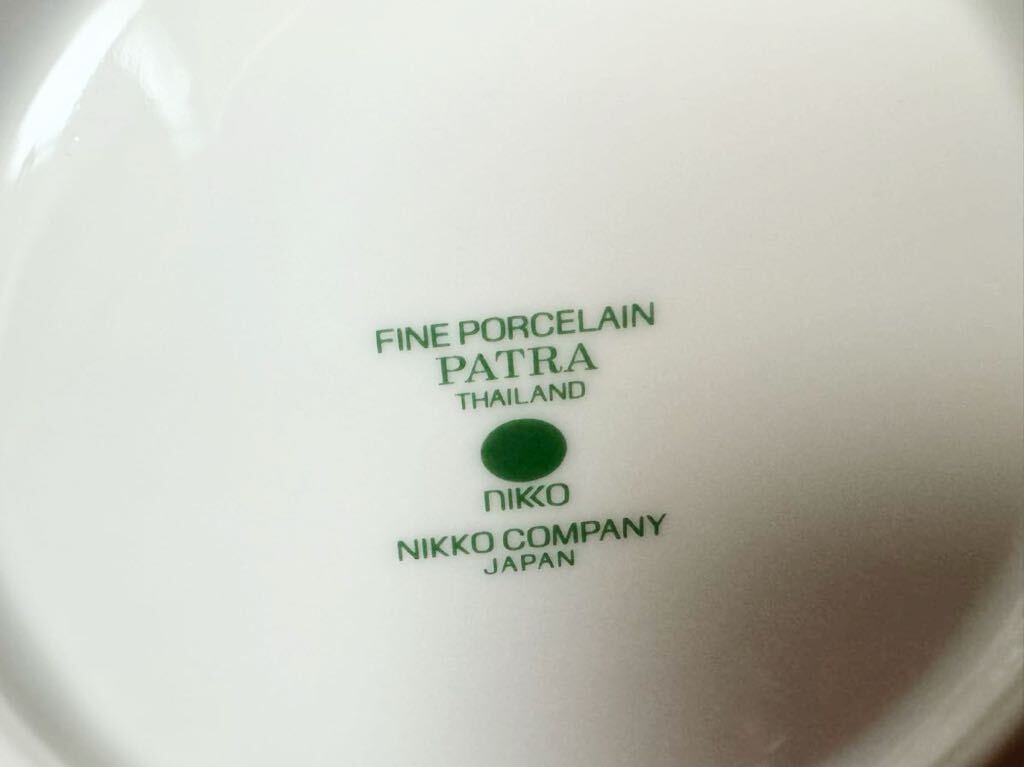 FINE PORCELAIN
PATRA
THAILAND
NIKKO
NIKKO COMPANY
JAPAN